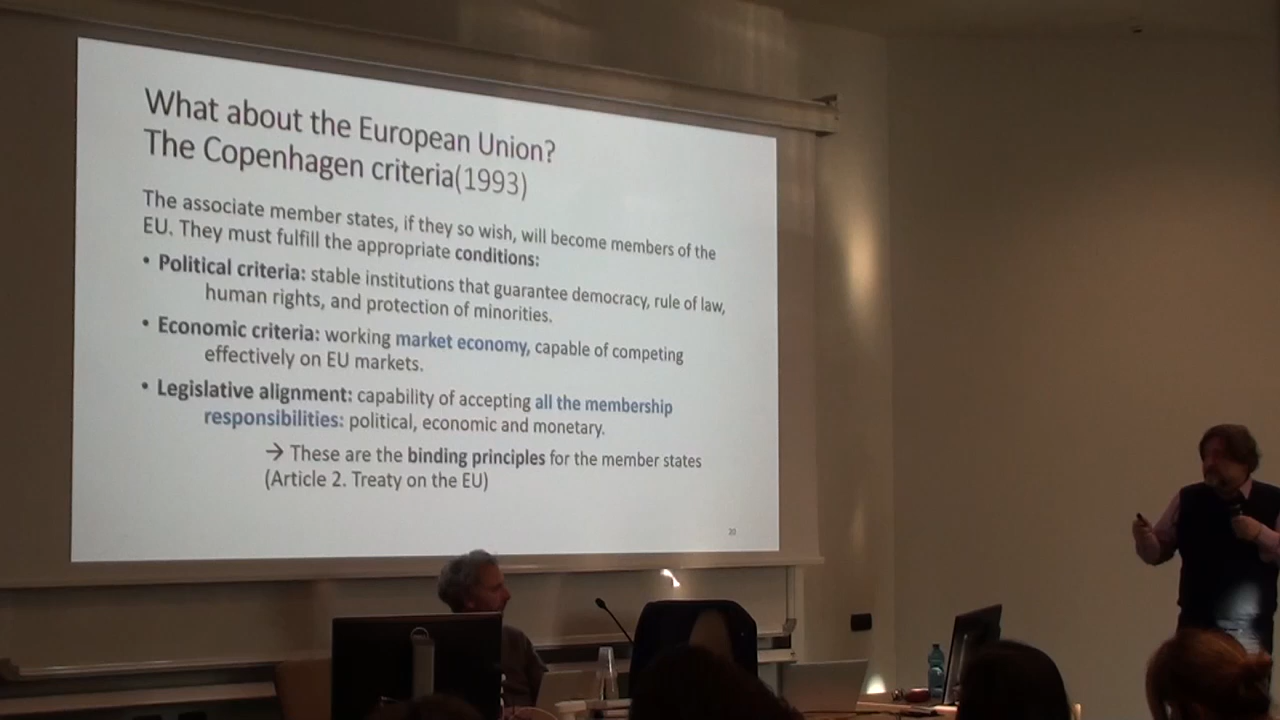 What about the European Union?
The Copenhagen criteria(1993)
The associate member states, if they so wish, will become members of the
EU. They must fulfill the appropriate conditions:
• Political criteria: stable institutions that guarantee democracy, rule of law,
human rights, and protection of minorities.
• Economic criteria: working market economy, capable of competing
effectively on EU markets.
• Legislative alignment: capability of accepting all the membership
responsibilities: political, economic and monetary.
→ These are the binding principles for the member states
(Article 2. Treaty on the EU)
20